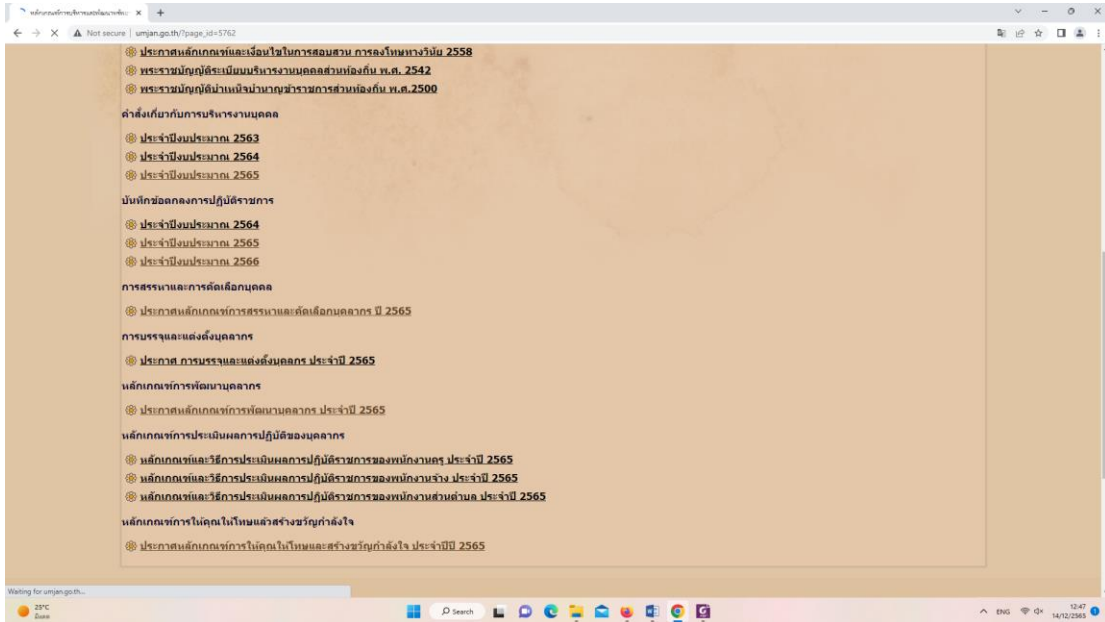 หลักเกณฑ์การบริหารและพัฒนาทรัพ
Not secure | umjan.go.th/?page_id=5762
ประกาศหลักเกณฑ์และเงื่อนไขในการสอบสวน การลงโทษทางวินัย 2558
พระราชบัญญัติระเบียบบริหารงานบุคคลส่วนท้องถิ่น พ.ศ. 2542
พระราชบัญญัติบำเหน็จบำนาญข้าราชการส่วนท้องถิ่น พ.ศ.2500
คำสั่งเกี่ยวกับการบริหารงานบุคคล
ประจำปีงบประมาณ 2563
ประจำปีงบประมาณ 2564
ประจำปีงบประมาณ 2565
บันทึกข้อตกลงการปฏิบัติราชการ
ประจำปีงบประมาณ 2564
ประจำปีงบประมาณ 2565
ประจำปีงบประมาณ 2566
การสรรหาและการคัดเลือกบุคคล
ประกาศหลักเกณฑ์การสรรหาและคัดเลือกบุคลากร ปี 2565
การบรรจุและแต่งตั้งบุคลากร
ประกาศ การบรรจุและแต่งตั้งบุคลกร ประจำปี 2565
หลักเกณฑ์การพัฒนาบุคลากร
ประกาศหลักเกณฑ์การพัฒนาบุคลากร ประจำปี 2565
หลักเกณฑ์การประเมินผลการปฏิบัติของบุคลากร
หลักเกณฑ์และวิธีการประเมินผลการปฏิบัติราชการของพนักงานครู ประจำปี 2565
หลักเกณฑ์และวิธีการประเมินผลการปฏิบัติราชการของพนักงานจ้าง ประจำปี 2565
หลักเกณฑ์และวิธีการประเมินผลการปฏิบัติราชการของพนักงานส่วนตำบล ประจำปี 2565
หลักเกณฑ์การให้คุณให้โทษแล้วสร้างขวัญกำลังใจ
ประกาศหลักเกณฑ์การให้คุณให้โทษและสร้างขวัญกำลังใจ ประจำปีปี 2565
Waiting for umjan.go.th...
25°C
Search
ENG
12:47
14/12/2565